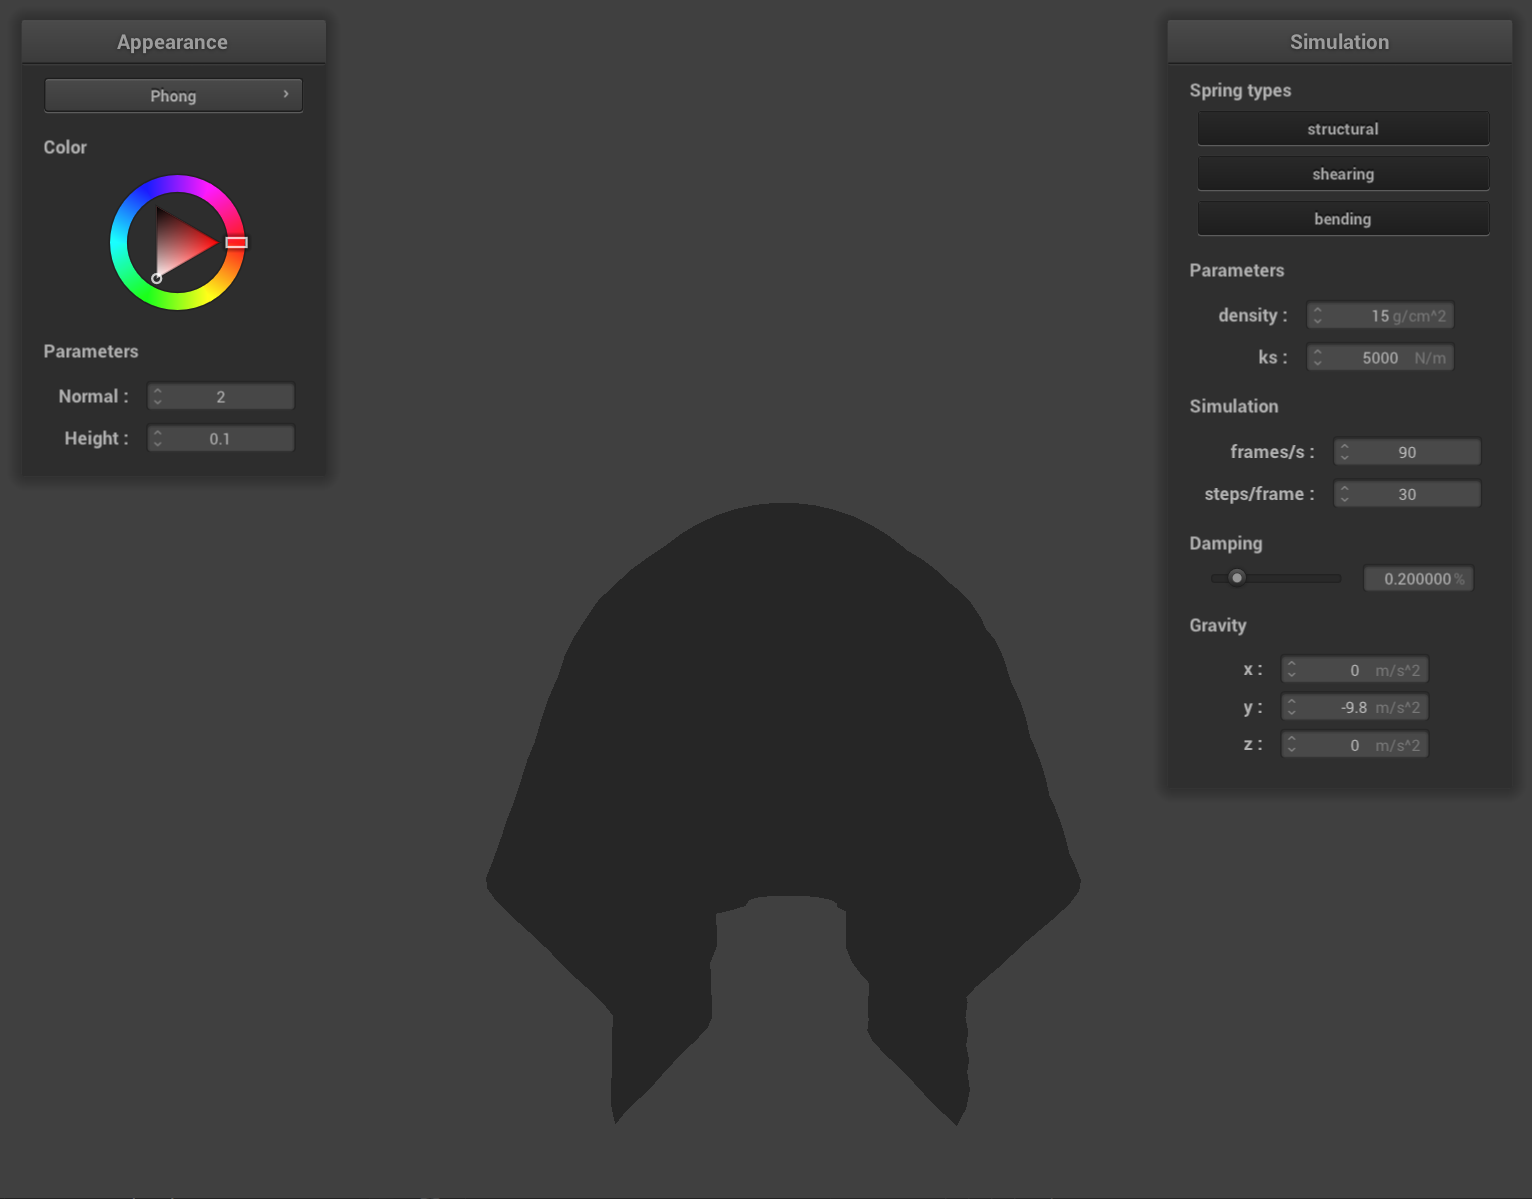 Appearance
Phong
Color
Parameters
Normal : 2
Height : 0.1
Simulation
Spring types
structural
shearing
bending
Parameters
density : 15 g/cm^2
ks : 5000 N/m
Simulation
frames/s : 90
steps/frame : 30
Damping
0.200000 %
Gravity
x : 0 m/s^2
y : -9.8 m/s^2
z : 0 m/s^2